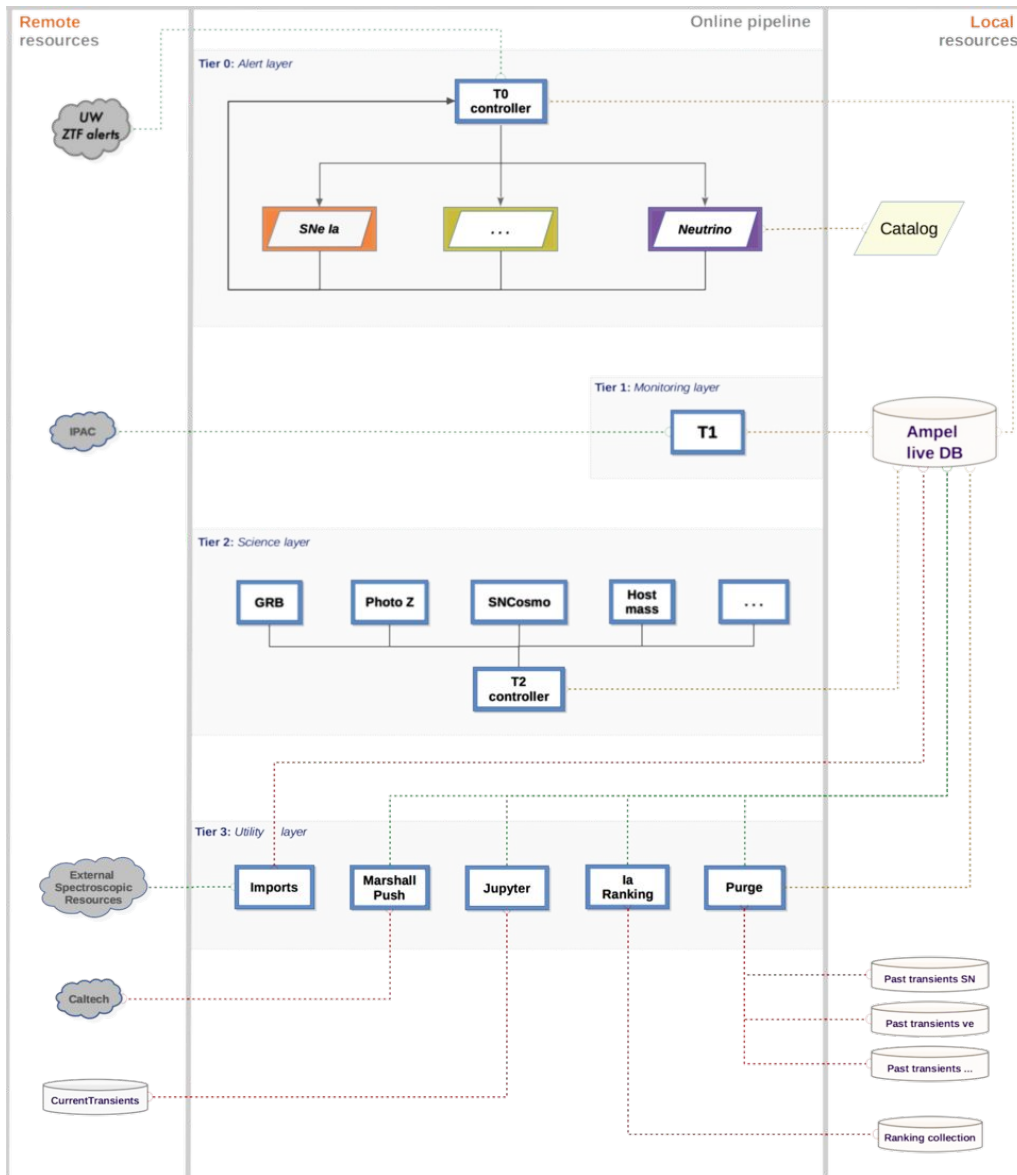 Remote
resources
Online pipeline
Local
resources
Tier 0: Alert layer
T0
controller
UW
ZTF alerts
SNe Ia
. . .
Neutrino
Catalog
Tier 1: Monitoring layer
IPAC
T1
Ampel
live DB
Tier 2: Science layer
GRB
Photo Z
SNCosmo
Host
mass
. . .
T2
controller
Tier 3: Utility layer
External
Spectroscopic
Resources
Imports
Marshall
Push
Jupyter
Ia
Ranking
Purge
Past transients SN
Caltech
Past transients ve
Past transients ...
CurrentTransients
Ranking collection